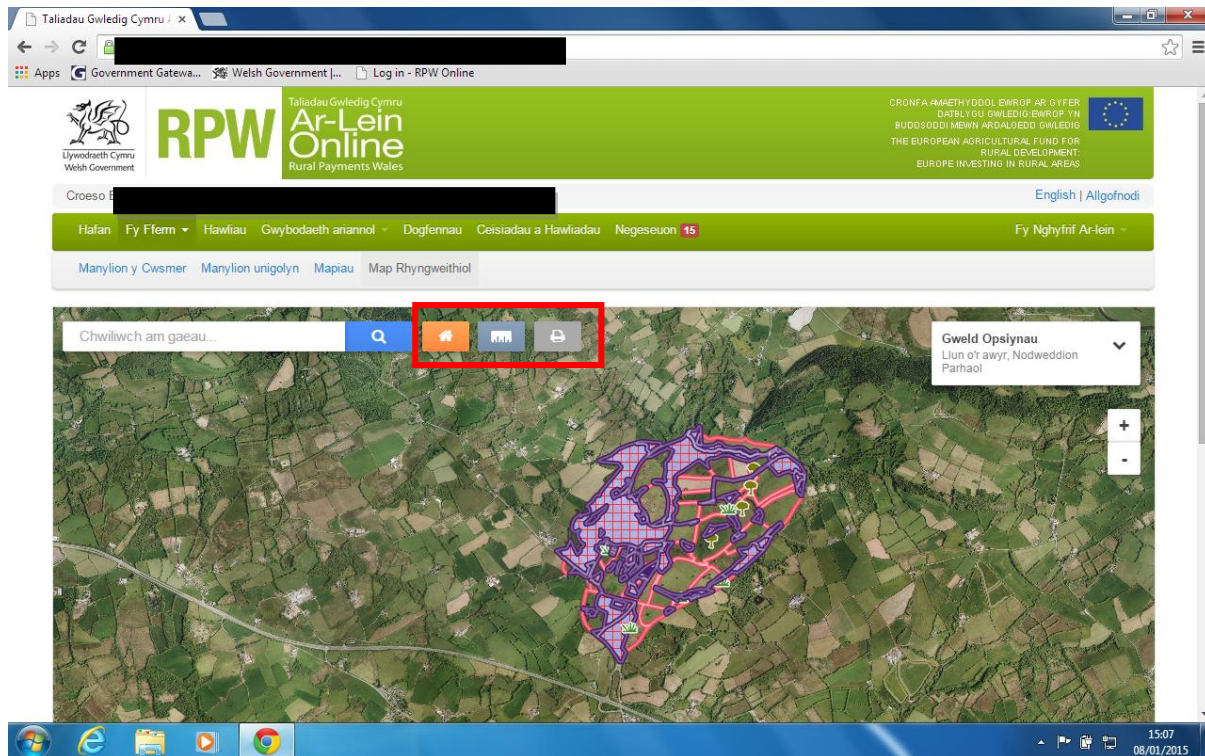 Taliadau Gwledig Cymru /
Apps Government Gatewa... Welsh Government |... Log in - RPW Online
Llywodraeth Cymru
Welsh Government
RPW
Taliadau Gwledig Cymru
Ar-Lein
Online
Rural Payments Wales
CRONFA AMAETHYDDOL EWROP AR GYFER
DATBLYGU GWLEDIG: EWROP YN
BUDDSODDI MEWN ARDALOEDD GWLEDIG
THE EUROPEAN AGRICULTURAL FUND FOR
RURAL DEVELOPMENT:
EUROPE INVESTING IN RURAL AREAS
Croeso
English | Allgofnodi
Hafan Fy Fferm Hawliau Gwybodaeth ariannol Dogfennau Ceisiadau a Hawliadau Negeseuon 15 Fy Nghyfrif Ar-lein
Manylion y Cwsmer Manylion unigolyn Mapiau Map Rhyngweithiol
Chwiliwch am gaeau...
Gweld Opsiynau
Llun o'r awyr, Nodweddion
Parhaol
+
-
15:07
08/01/2015